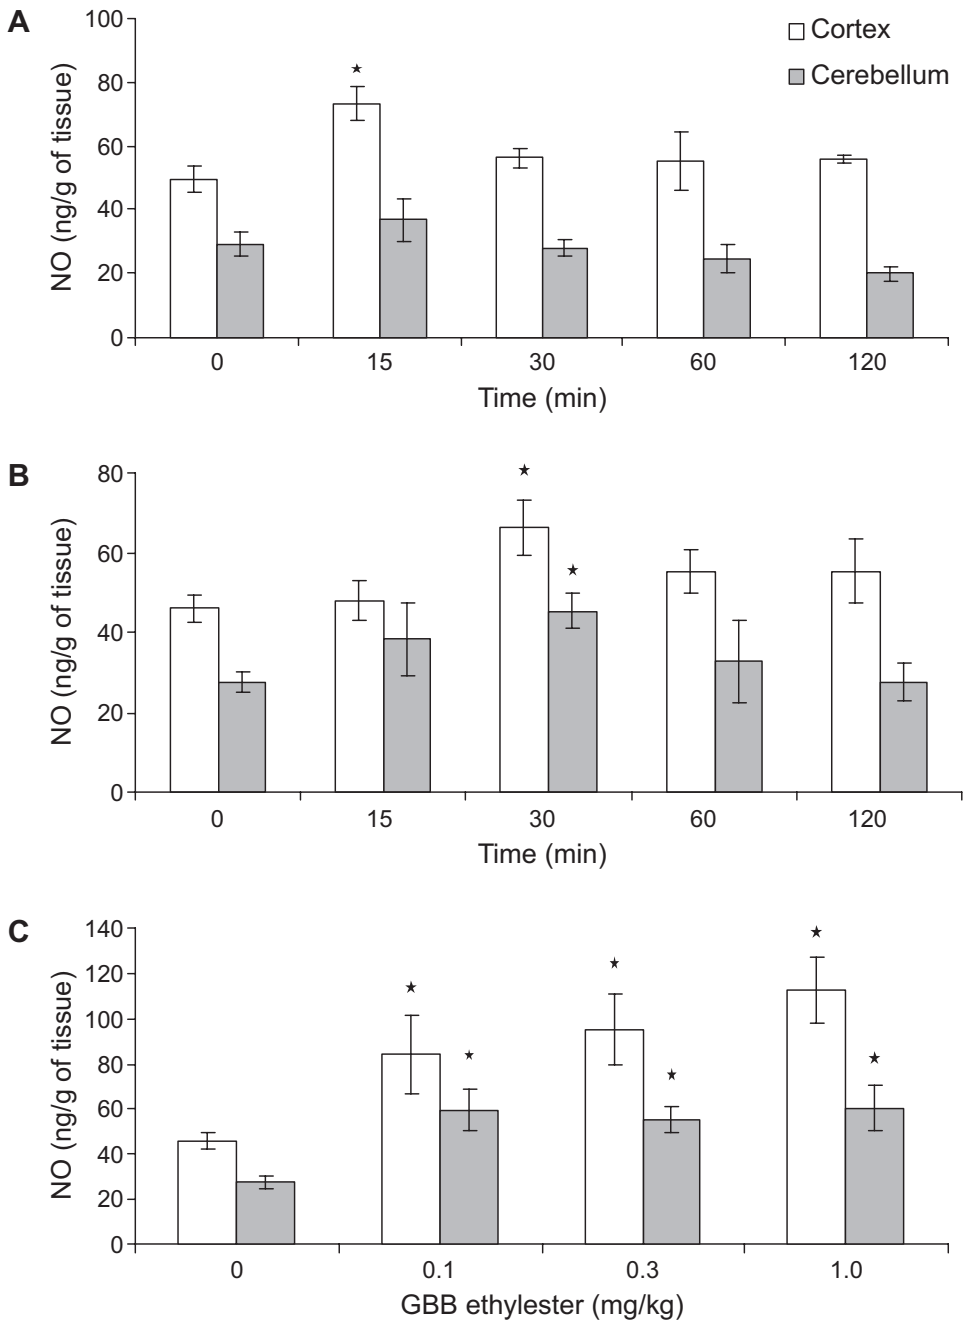 A
100
80
60
40
20
0
NO (ng/g of tissue)
Cortex
Cerebellum
0 15 30 60 120
Time (min)
B
80
60
40
20
0
NO (ng/g of tissue)
0 15 30 60 120
Time (min)
C
140
120
100
80
60
40
20
0
NO (ng/g of tissue)
0 0.1 0.3 1.0
GBB ethylester (mg/kg)